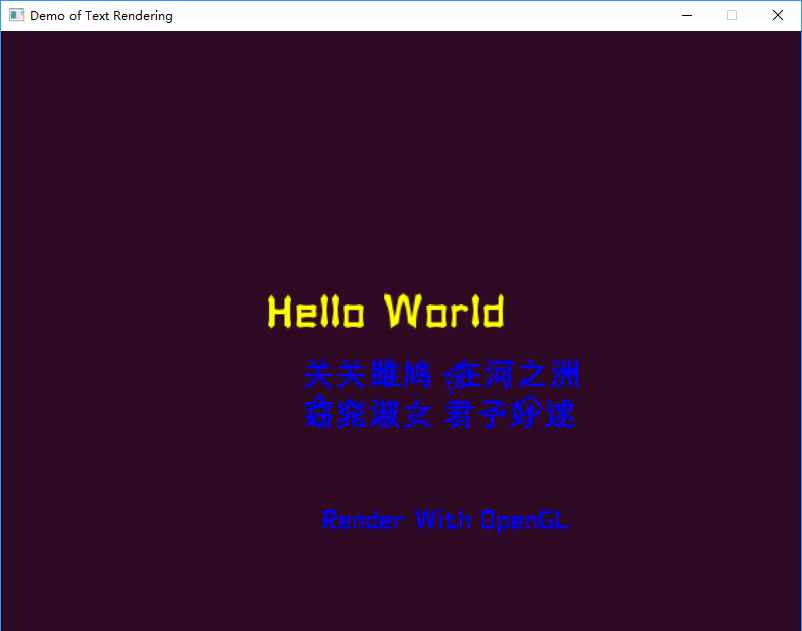 Demo of Text Rendering
Hello World
关关雎鸠 在河之洲
窈窕淑女 君子好逑
Render With OpenGL